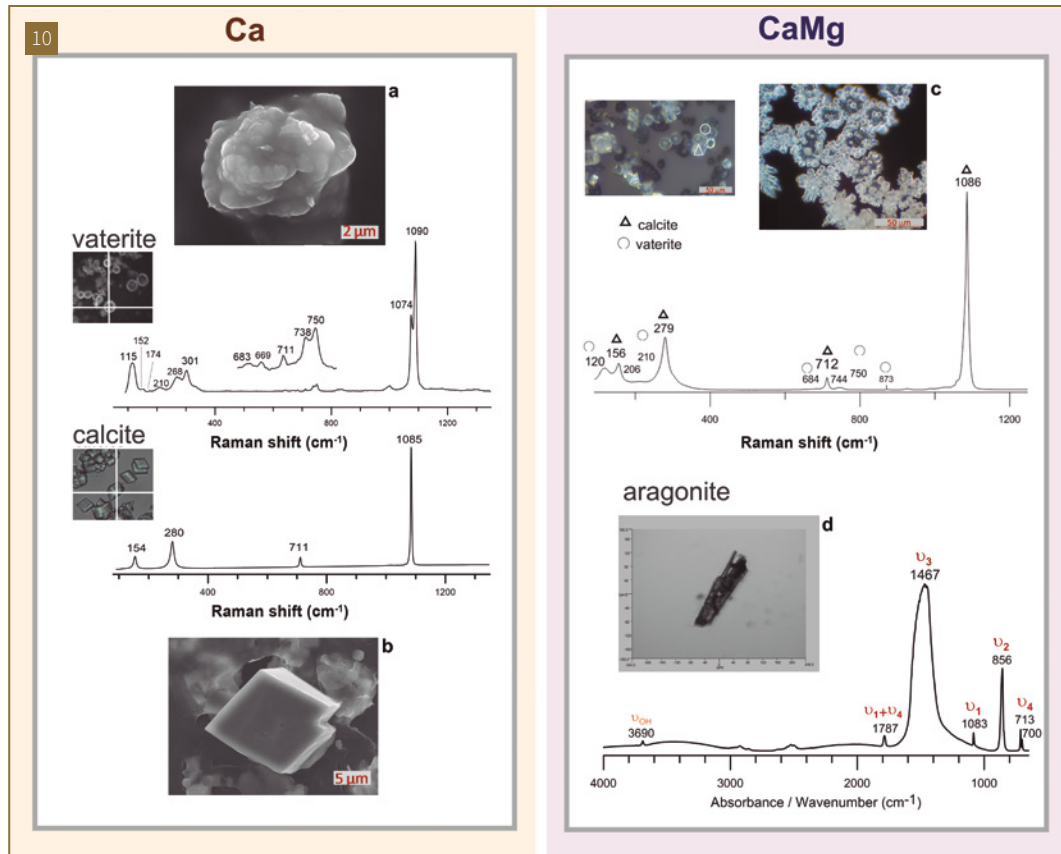 10
Ca
a
2 µm
vaterite
115
152
174
210
268
301
683
669
711
738
750
1074
1090
400
800
1200
Raman shift (cm-1)
calcite
154
280
711
1085
400
800
1200
Raman shift (cm-1)
b
5 µm
CaMg
c
50 µm
50 µm
Δ calcite
○ vaterite
120
156
206
210
279
684
712
744
750
873
1086
400
800
1200
Raman shift (cm-1)
aragonite
d
υOH
3690
υ1+υ4
1787
υ3
1467
υ1
1083
υ2
856
υ4
713
700
4000
3000
2000
1000
Absorbance / Wavenumber (cm-1)